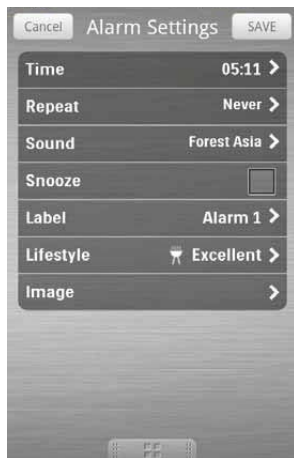 Cancel Alarm Settings SAVE
Time 05:11
Repeat Never
Sound Forest Asia
Snooze
Label Alarm 1
Lifestyle Excellent
Image